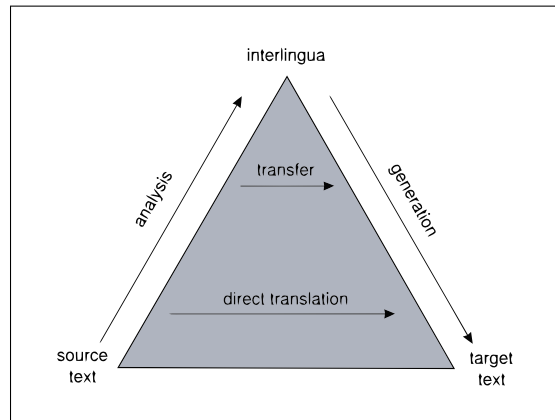 interlingua
transfer
analysis
generation
direct translation
source
text
target
text